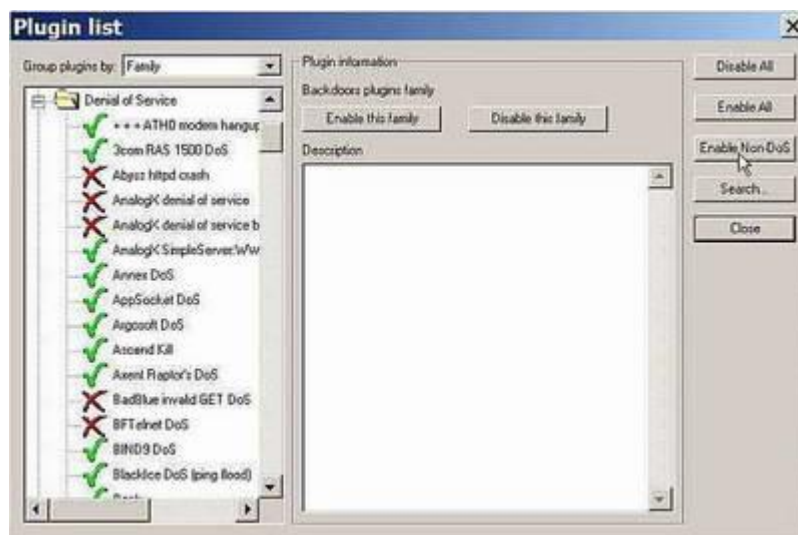 Plugin list
Group plugins by: Family
Denial of Service
+ + + ATH0 modem hangup
3com RAS 1500 DoS
Abyss httpd crash
AnalogX denial of service
AnalogX denial of service b
AnalogX SimpleServer:WWW
Annex DoS
AppSocket DoS
Argosoft DoS
Ascend Kill
Axent Raptor's DoS
BadBlue invalid GET DoS
BFTelnet DoS
BIND9 DoS
BlackIce DoS (ping flood)
Plugin information
Backdoors plugins family
Enable this family
Disable this family
Description
Disable All
Enable All
Enable Non-DoS
Search...
Close